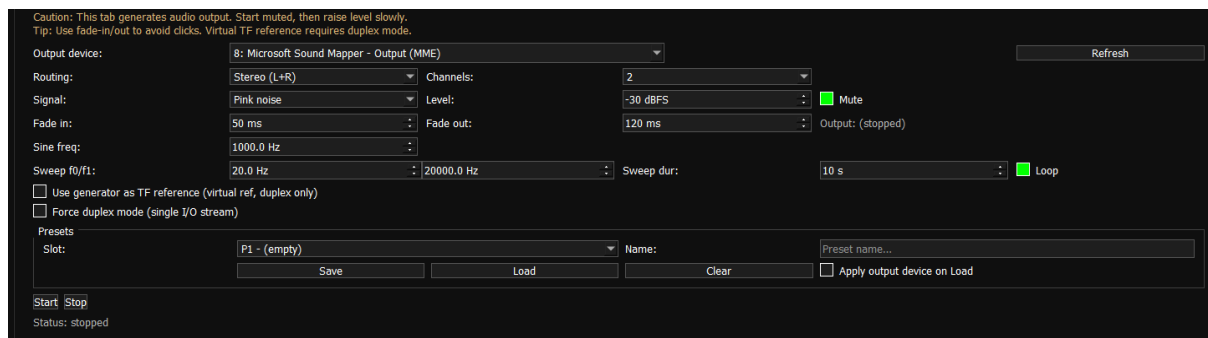 Caution: This tab generates audio output. Start muted, then raise level slowly.
Tip: Use fade-in/out to avoid clicks. Virtual TF reference requires duplex mode.
Output device: 8: Microsoft Sound Mapper - Output (MME) Refresh
Routing: Stereo (L+R) Channels: 2
Signal: Pink noise Level: -30 dBFS Mute
Fade in: 50 ms Fade out: 120 ms Output: (stopped)
Sine freq: 1000.0 Hz
Sweep f0/f1: 20.0 Hz 20000.0 Hz Sweep dur: 10 s Loop
Use generator as TF reference (virtual ref, duplex only)
Force duplex mode (single I/O stream)
Presets
Slot: P1 - (empty) Name: Preset name...
Save Load Clear Apply output device on Load
Start Stop
Status: stopped